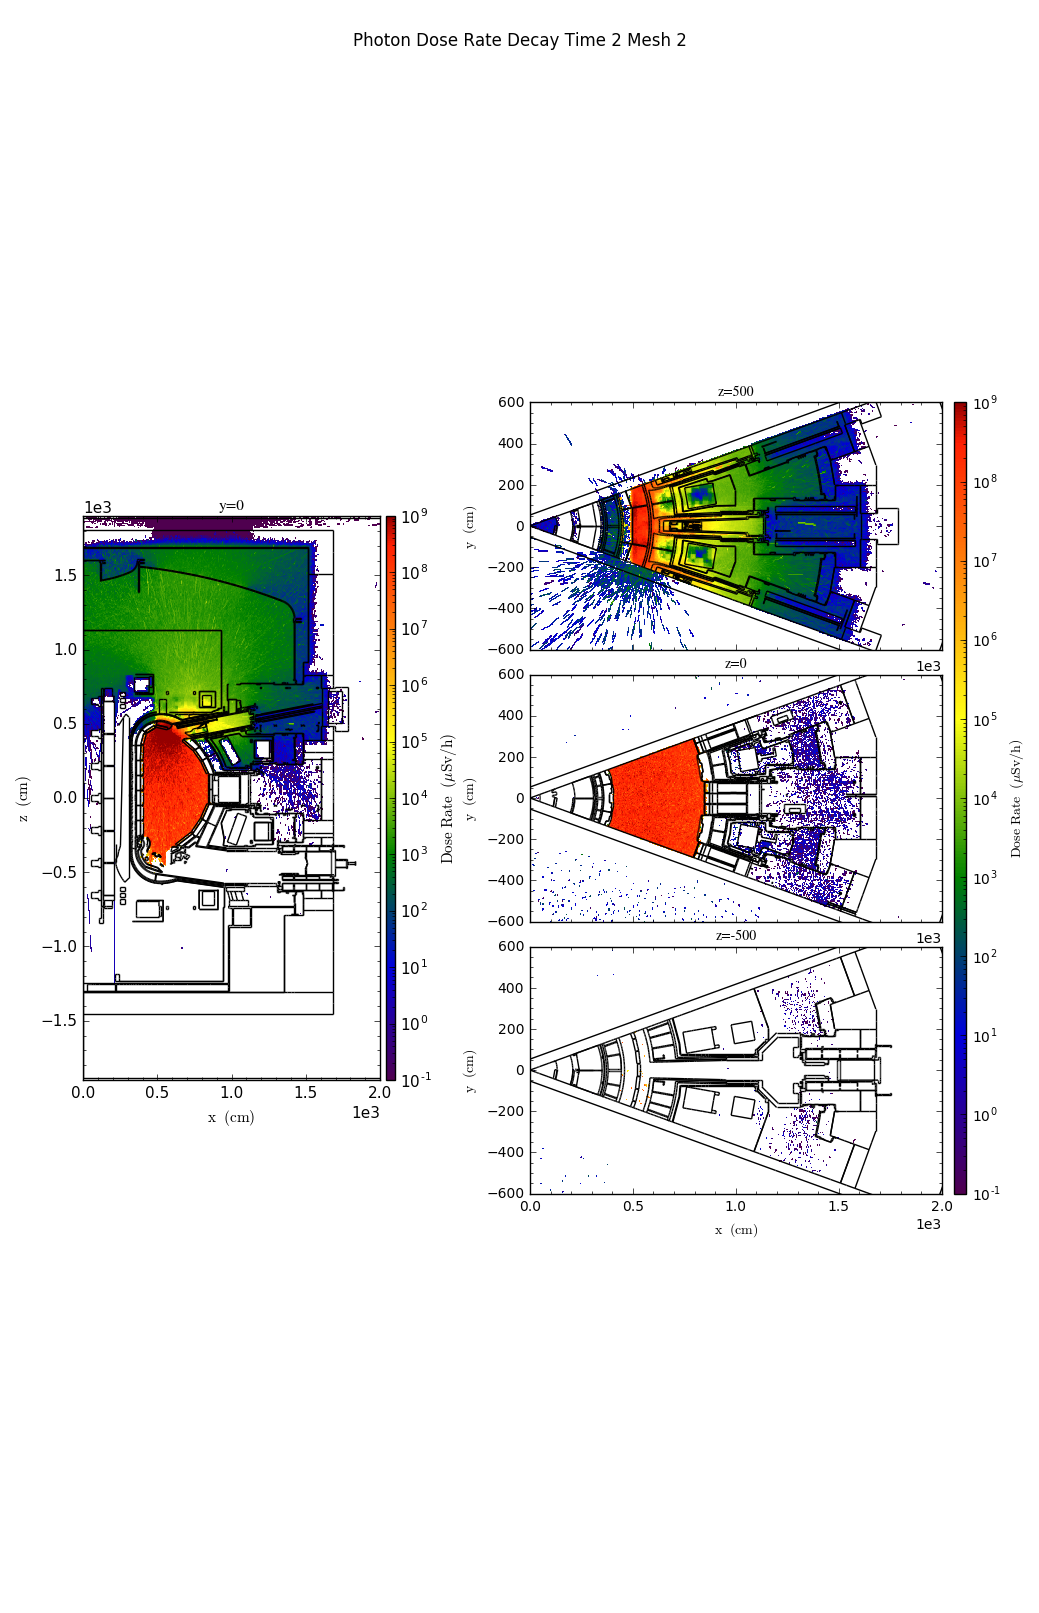 Photon Dose Rate Decay Time 2 Mesh 2
y=0
1e3
1.5
1.0
0.5
0.0
−0.5
−1.0
−1.5
z (cm)
0.0 0.5 1.0 1.5 2.0
1e3
x (cm)
10^9
10^8
10^7
10^6
10^5
10^4
10^3
10^2
10^1
10^0
10^-1
Dose Rate (μSv/h)
z=500
600
400
200
0
−200
−400
−600
y (cm)
1e3
z=0
600
400
200
0
−200
−400
−600
y (cm)
1e3
z=-500
600
400
200
0
−200
−400
−600
y (cm)
0.0 0.5 1.0 1.5 2.0
1e3
x (cm)
10^9
10^8
10^7
10^6
10^5
10^4
10^3
10^2
10^1
10^0
10^-1
Dose Rate (μSv/h)